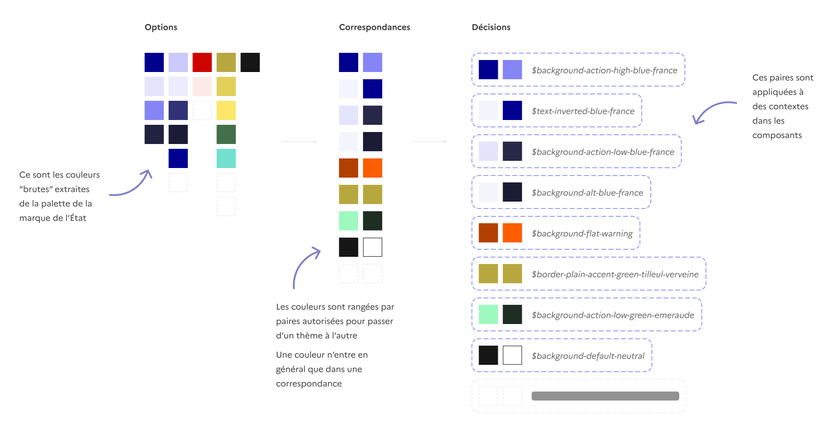 Options
Correspondances
Décisions
Ce sont les couleurs
“brutes” extraites
de la palette de la
marque de l’État
Les couleurs sont rangées par
paires autorisées pour passer
d’un thème à l’autre
Une couleur n’entre en
général que dans une
correspondance
$background-action-high-blue-france
$text-inverted-blue-france
$background-action-low-blue-france
$background-alt-blue-france
$background-flat-warning
$border-plain-accent-green-tilleul-verveine
$background-action-low-green-emeraude
$background-default-neutral
Ces paires sont
appliquées à
des contextes
dans les
composants